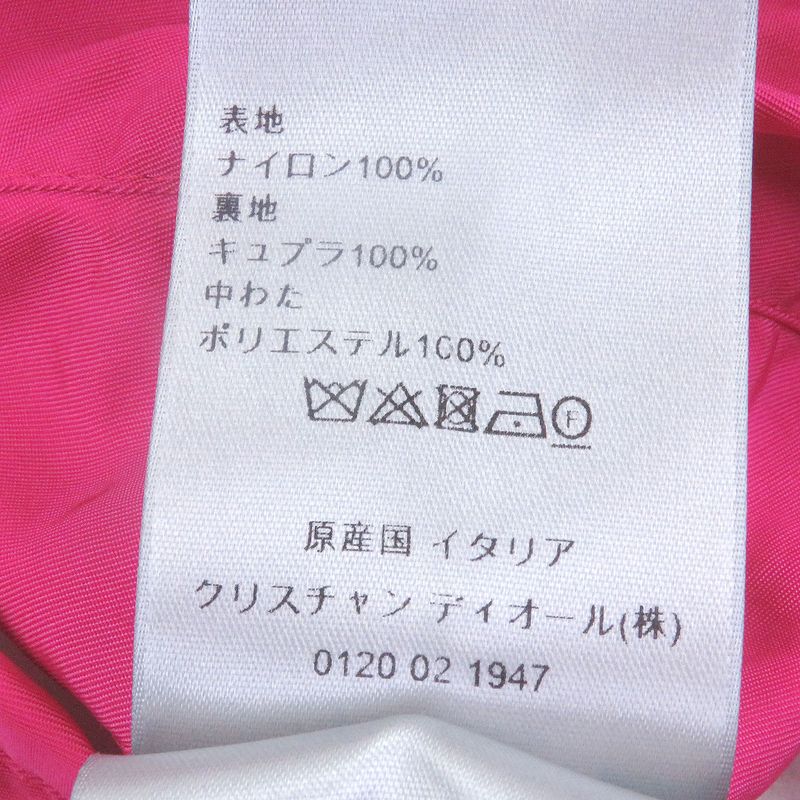 表地
ナイロン100%
裏地
キュプラ100%
中わた
ポリエステル100%
F
原産国 イタリア
クリスチャン ディオール(株)
0120 02 1947